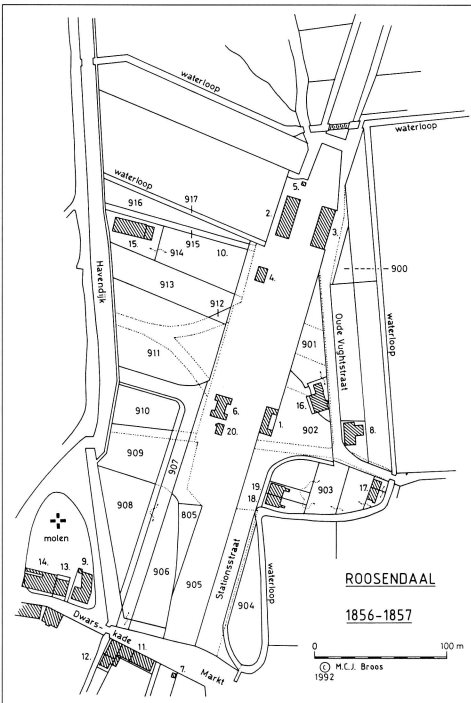 waterloop
waterloop
waterloop
917
916
915
5.
2.
3.
15.
914
10.
4.
900
913
912
Havendijk
Oude Vughtstraat
waterloop
911
901
16.
6.
1.
902
8.
910
20.
909
907
19.
18.
903
17.
908
805
molen
14.
13.
9.
906
905
Stationsstraat
waterloop
904
ROOSENDAAL
1856-1857
Dwars-
kade
11.
12.
7.
Markt
0 100 m
© M.C.J. Broos
1992